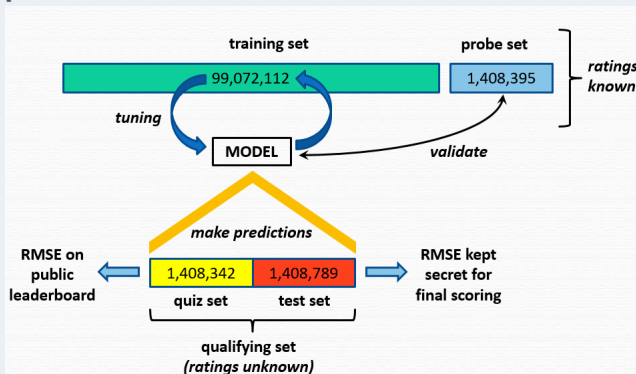 training set
probe set
99,072,112
1,408,395
ratings
known
tuning
MODEL
validate
make predictions
RMSE on
public
leaderboard
1,408,342
1,408,789
RMSE kept
secret for
final scoring
quiz set
test set
qualifying set
(ratings unknown)